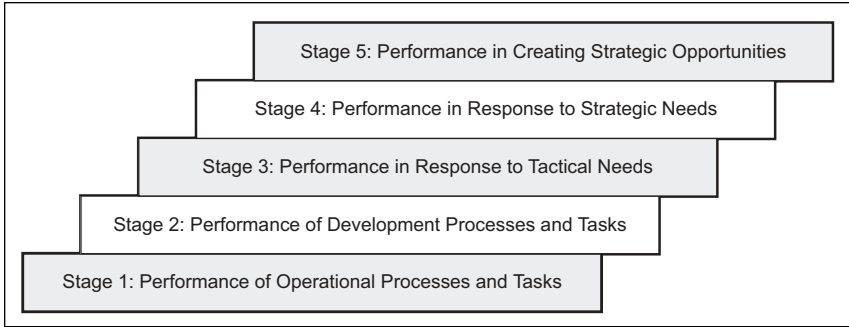 Stage 5: Performance in Creating Strategic Opportunities
Stage 4: Performance in Response to Strategic Needs
Stage 3: Performance in Response to Tactical Needs
Stage 2: Performance of Development Processes and Tasks
Stage 1: Performance of Operational Processes and Tasks